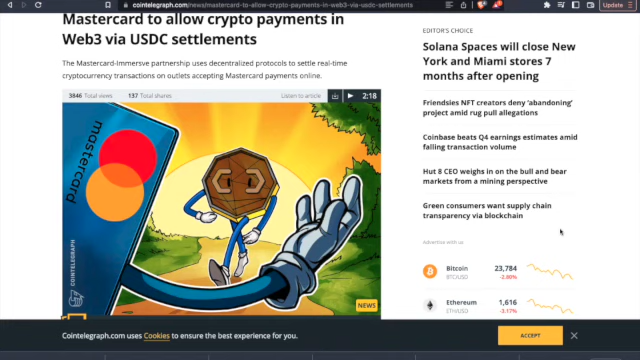 cointelegraph.com/news/mastercard-to-allow-crypto-payments-in-web3-via-usdc-settlements
Update
Mastercard to allow crypto payments in
Web3 via USDC settlements
The Mastercard-Immersve partnership uses decentralized protocols to settle real-time
cryptocurrency transactions on outlets accepting Mastercard payments online.
3846 Total views
137 Total shares
Listen to article
2:18
mastercard
COINTELEGRAPH
NEWS
EDITOR'S CHOICE
Solana Spaces will close New
York and Miami stores 7
months after opening
Friendsies NFT creators deny 'abandoning'
project amid rug pull allegations
Coinbase beats Q4 earnings estimates amid
falling transaction volume
Hut 8 CEO weighs in on the bull and bear
markets from a mining perspective
Green consumers want supply chain
transparency via blockchain
Advertise with us
Bitcoin
23,784
BTC/USD
-2.80%
Ethereum
1,616
ETH/USD
-3.17%
Cointelegraph.com uses Cookies to ensure the best experience for you.
ACCEPT